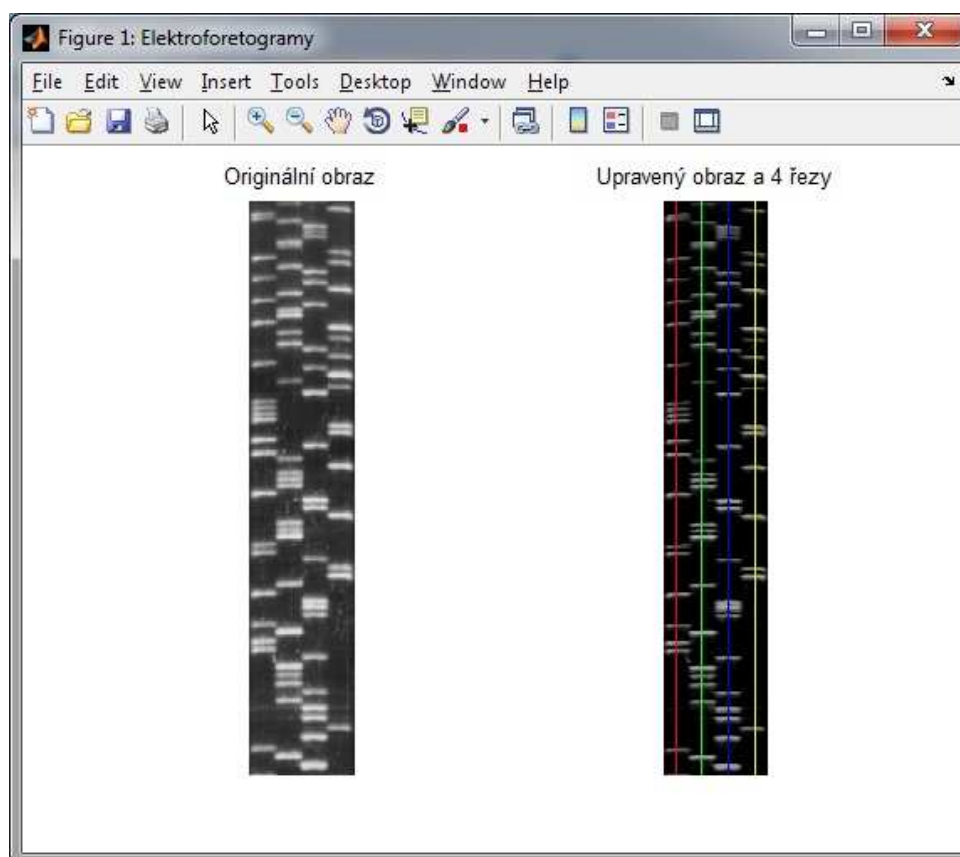 Figure 1: Elektroforetogramy
File Edit View Insert Tools Desktop Window Help
Originální obraz
Upravený obraz a 4 řezy